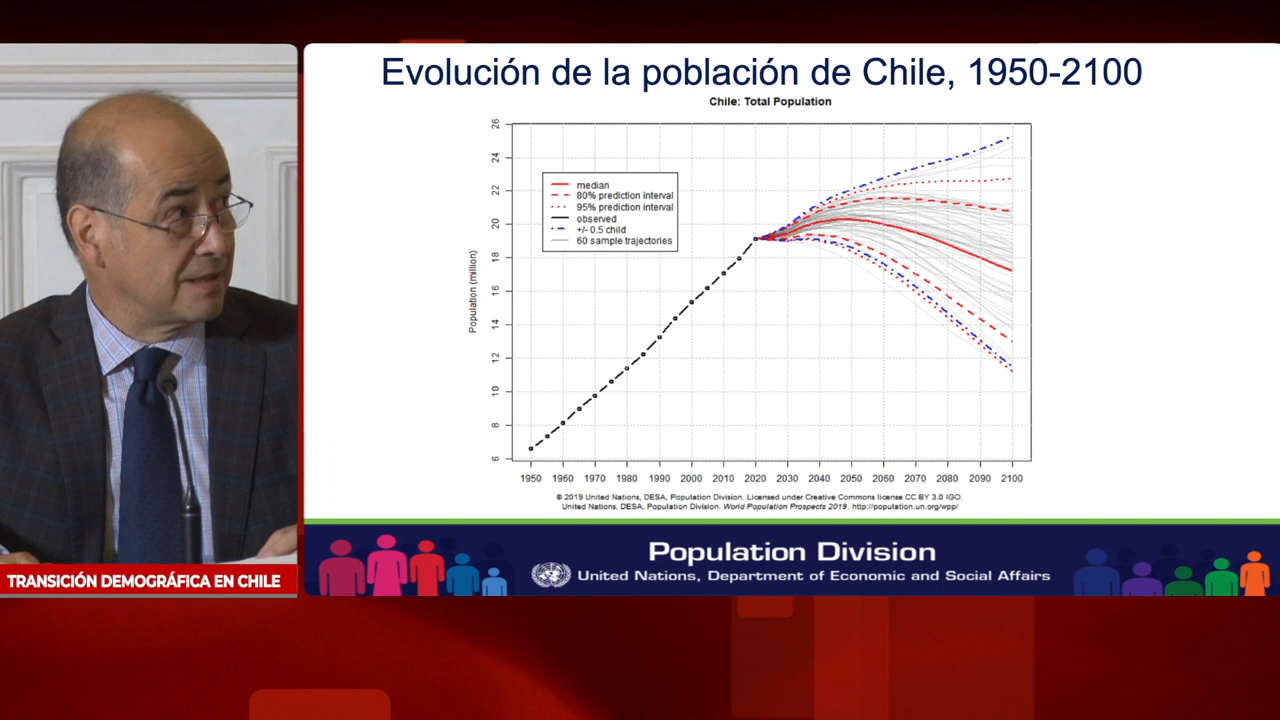 Evolución de la población de Chile, 1950-2100
Chile: Total Population
Population (million)
26
24
22
20
18
16
14
12
10
8
6
median
80% prediction interval
95% prediction interval
observed
+/- 0.5 child
60 sample trajectories
1950 1960 1970 1980 1990 2000 2010 2020 2030 2040 2050 2060 2070 2080 2090 2100
© 2019 United Nations, DESA, Population Division. Licensed under Creative Commons license CC BY 3.0 IGO.
United Nations, DESA, Population Division. World Population Prospects 2019. http://population.un.org/wpp/
Population Division
United Nations, Department of Economic and Social Affairs
TRANSICIÓN DEMOGRÁFICA EN CHILE